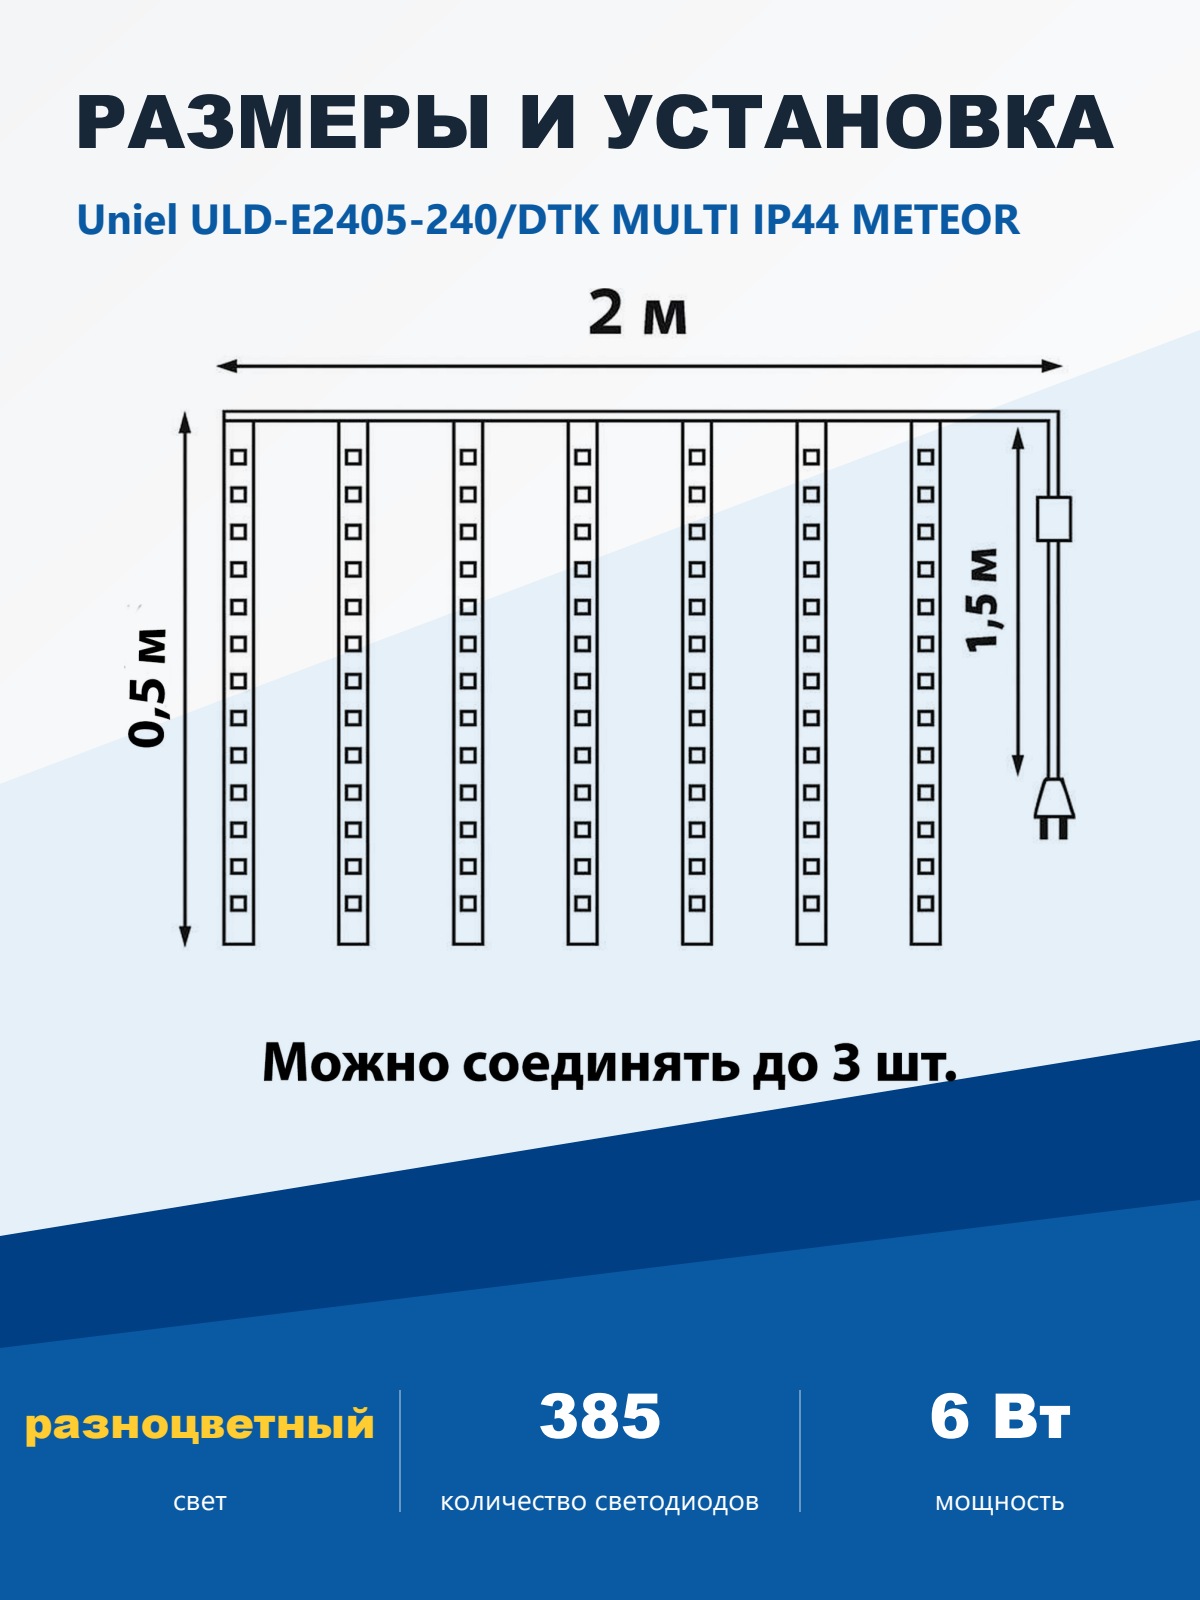 РАЗМЕРЫ И УСТАНОВКА
Uniel ULD-E2405-240/DTK MULTI IP44 METEOR
2 м
0,5 м
1,5 м
Можно соединять до 3 шт.
разноцветный
свет
385
количество светодиодов
6 Вт
мощность